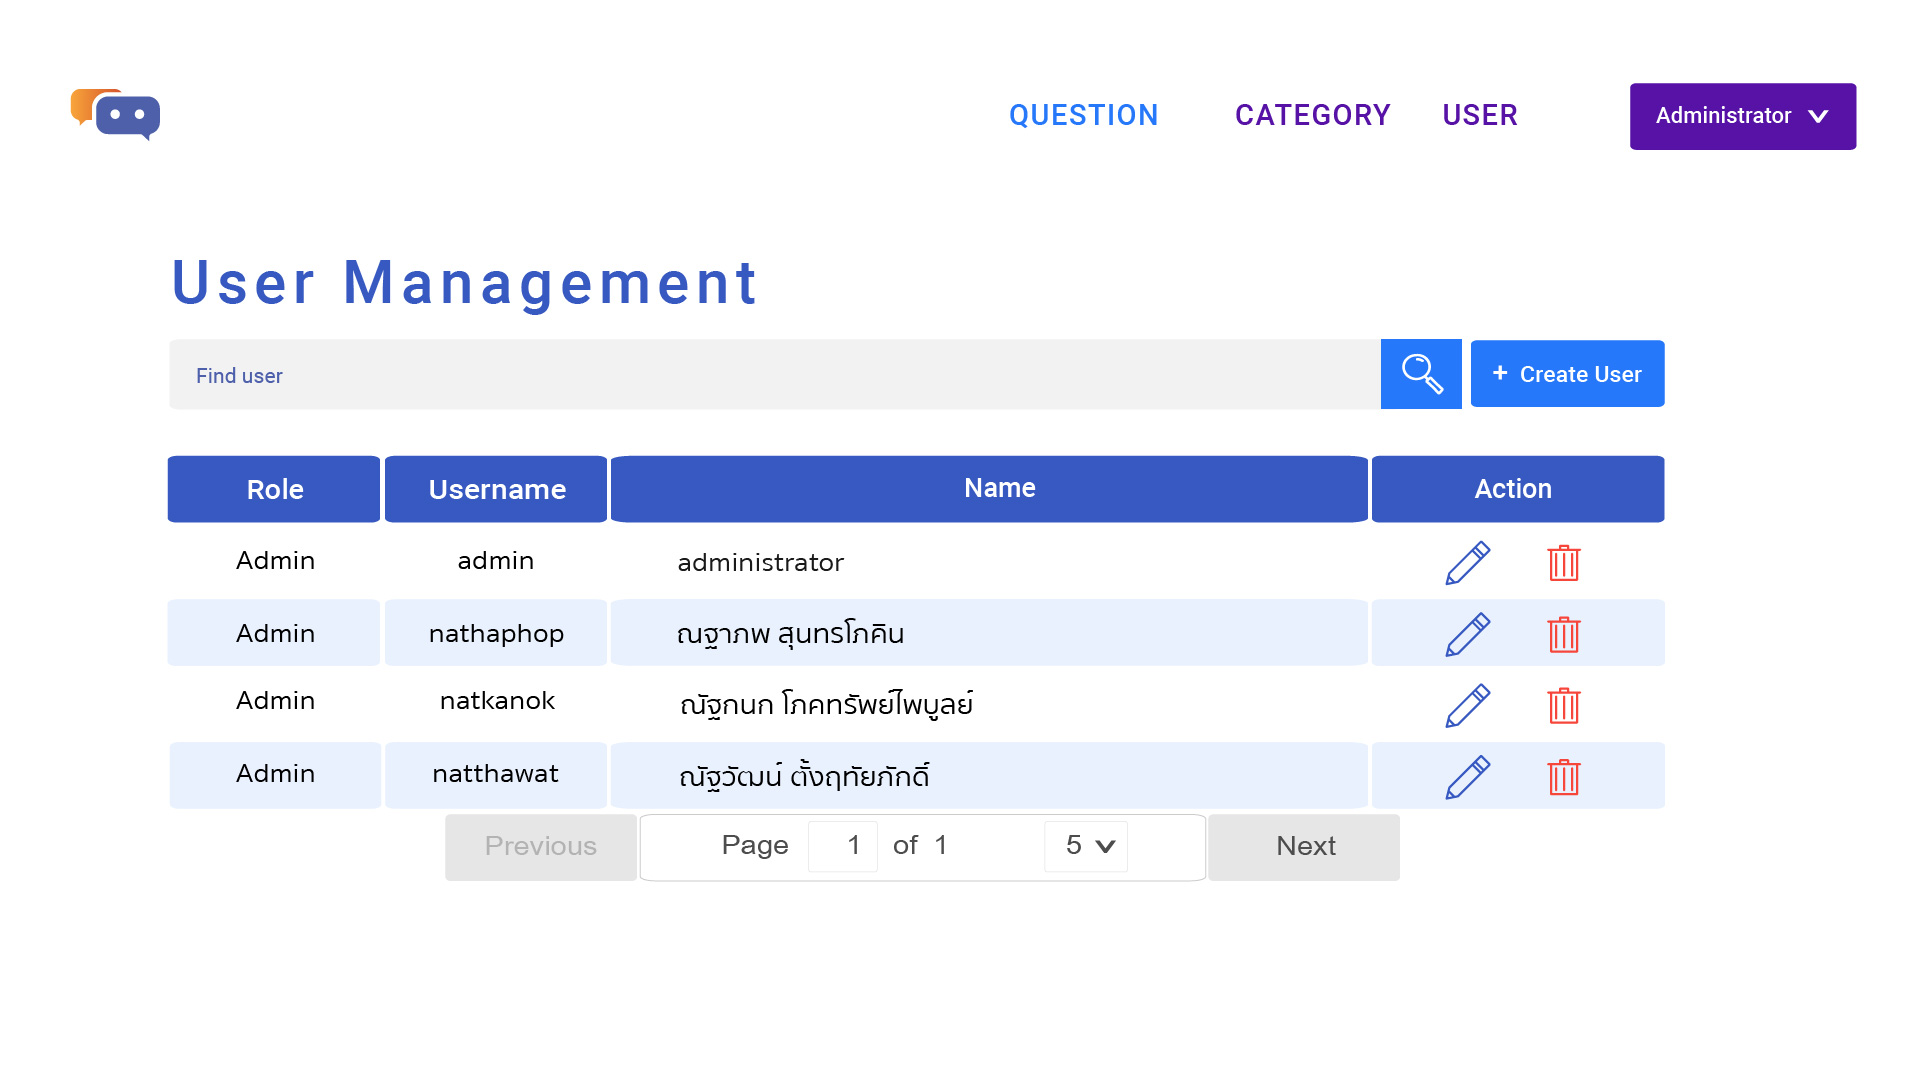 QUESTION CATEGORY USER Administrator
User Management
Find user + Create User
Role Username Name Action
Admin admin administrator
Admin nathaphop ณฐาภพ สุนทรโภคิน
Admin natkanok ณัฐกนก โภคทรัพย์ไพบูลย์
Admin natthawat ณัฐวัฒน์ ตั้งฤทัยภักดิ์
Previous Page 1 of 1 5 Next